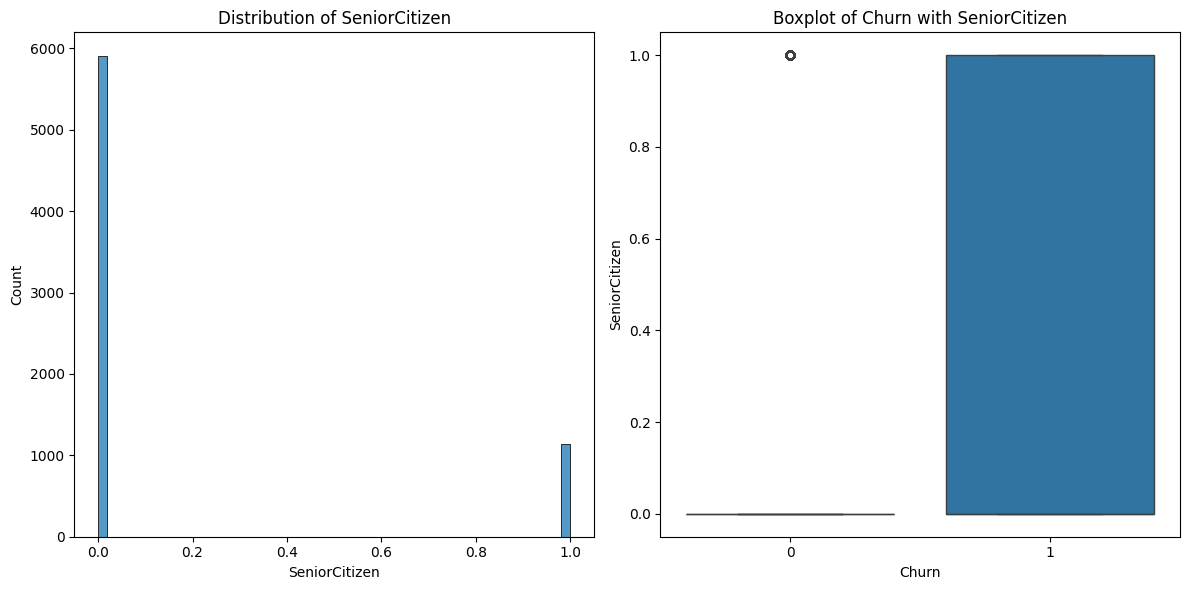 Distribution of SeniorCitizen
6000
5000
4000
3000
2000
1000
0
Count
0.0 0.2 0.4 0.6 0.8 1.0
SeniorCitizen
Boxplot of Churn with SeniorCitizen
1.0
0.8
0.6
0.4
0.2
0.0
SeniorCitizen
0 1
Churn